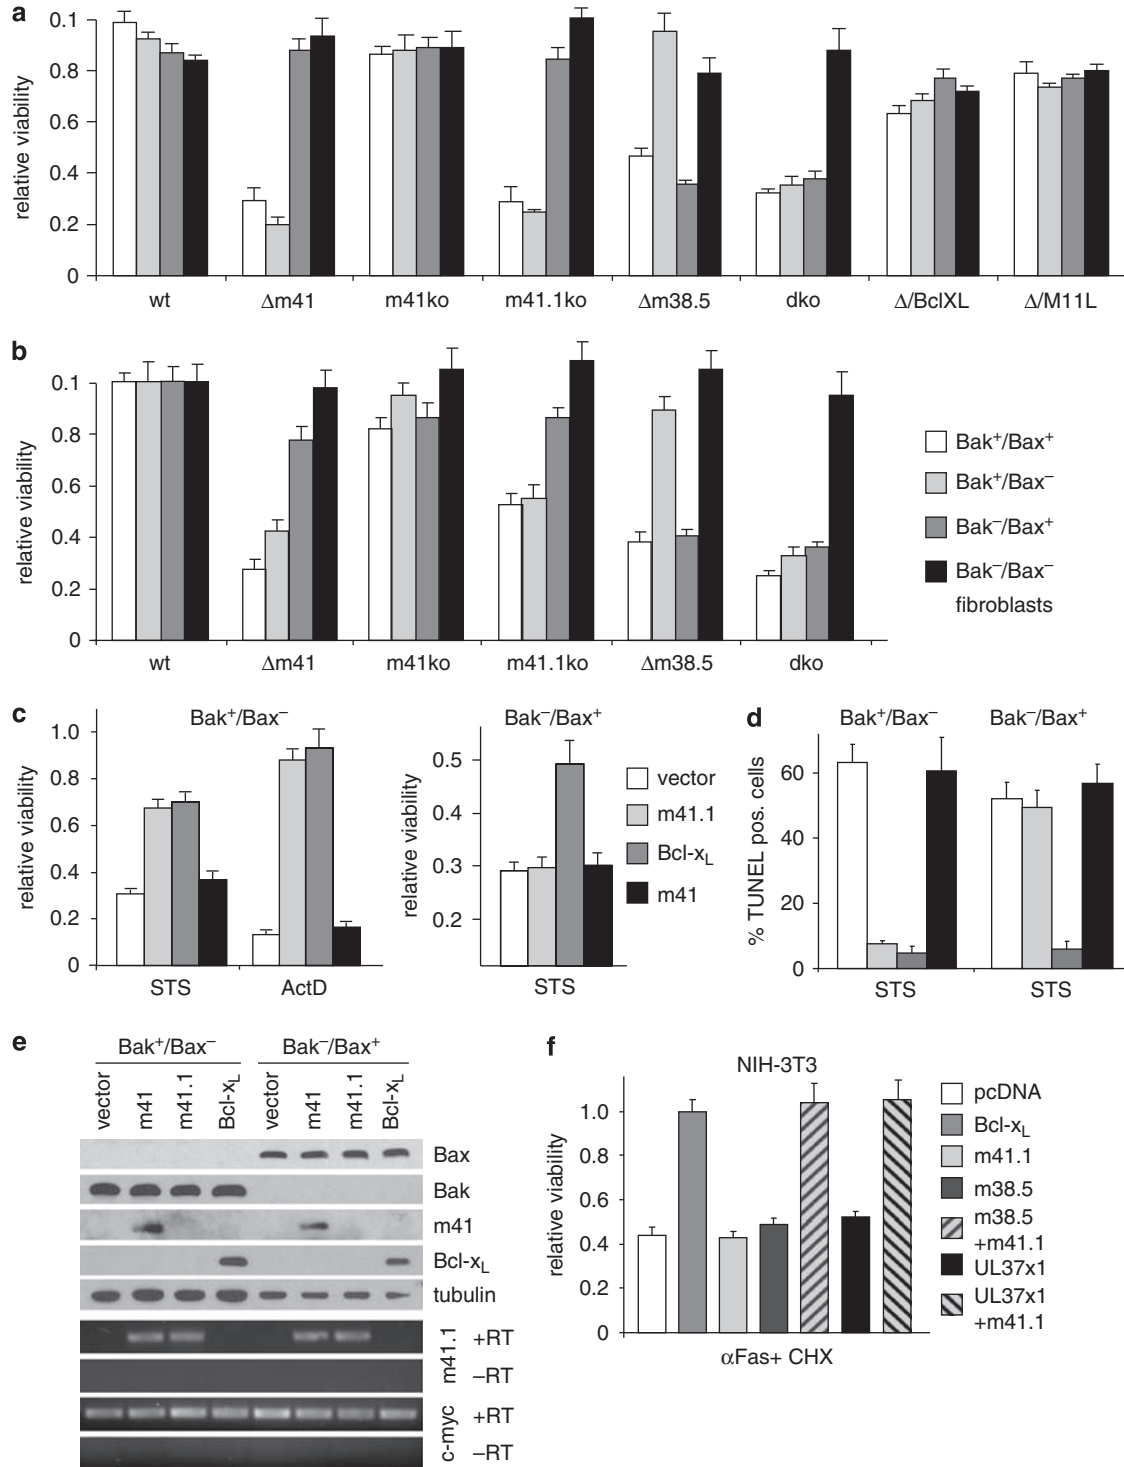 a
relative viability
0.1
0.8
0.6
0.4
0.2
0
wt Δm41 m41ko m41.1ko Δm38.5 dko Δ/BclXL Δ/M11L
b
relative viability
0.1
0.8
0.6
0.4
0.2
0
wt Δm41 m41ko m41.1ko Δm38.5 dko
Bak⁺/Bax⁺
Bak⁺/Bax⁻
Bak⁻/Bax⁺
Bak⁻/Bax⁻
fibroblasts
c
Bak⁺/Bax⁻
relative viability
1.0
0.8
0.6
0.4
0.2
0
STS ActD
Bak⁻/Bax⁺
relative viability
0.5
0.4
0.3
0.2
STS
vector
m41.1
Bcl-xL
m41
d
Bak⁺/Bax⁻ Bak⁻/Bax⁺
% TUNEL pos. cells
60
40
20
0
STS STS
e
Bak⁺/Bax⁻ Bak⁻/Bax⁺
vector m41 m41.1 Bcl-xL vector m41 m41.1 Bcl-xL
Bax
Bak
m41
Bcl-xL
tubulin
m41.1
+RT
–RT
c-myc
+RT
–RT
f
NIH-3T3
relative viability
1.0
0.8
0.6
0.4
0.2
0
αFas+ CHX
pcDNA
Bcl-xL
m41.1
m38.5
m38.5
+m41.1
UL37x1
UL37x1
+m41.1